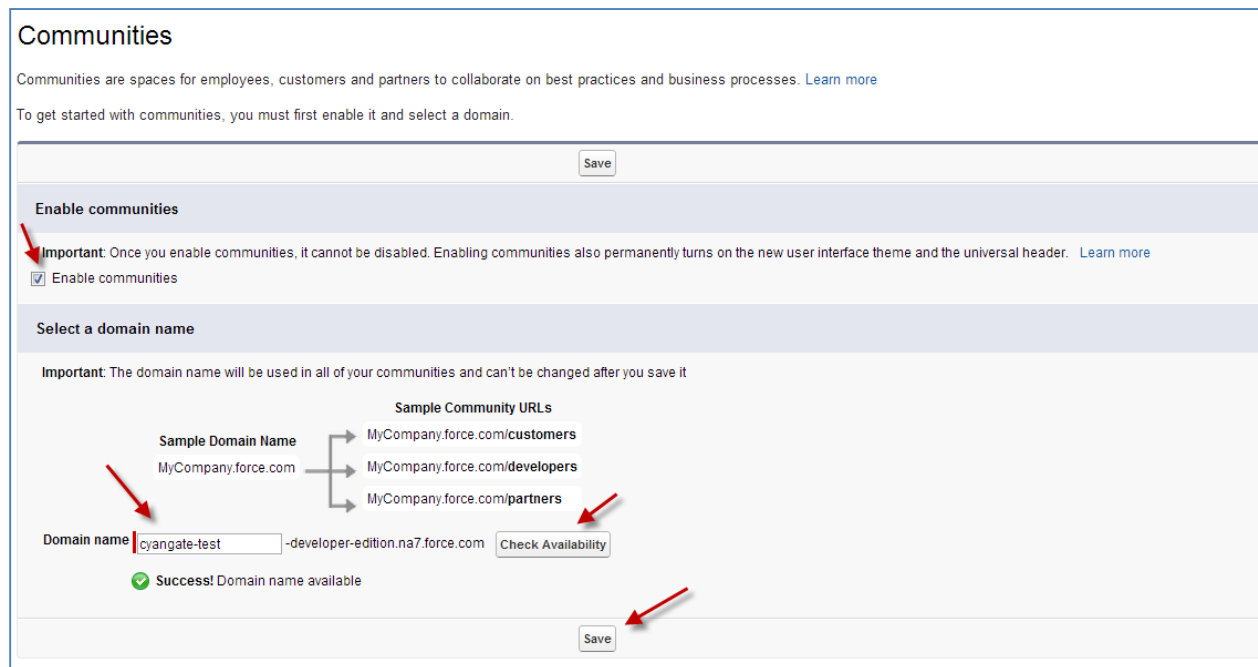 Communities
Communities are spaces for employees, customers and partners to collaborate on best practices and business processes. Learn more
To get started with communities, you must first enable it and select a domain.
Save
Enable communities
Important: Once you enable communities, it cannot be disabled. Enabling communities also permanently turns on the new user interface theme and the universal header. Learn more
Enable communities
Select a domain name
Important: The domain name will be used in all of your communities and can't be changed after you save it
Sample Community URLs
MyCompany.force.com/customers
Sample Domain Name
MyCompany.force.com
MyCompany.force.com/developers
MyCompany.force.com/partners
Domain name cyangate-test -developer-edition.na7.force.com Check Availability
Success! Domain name available
Save